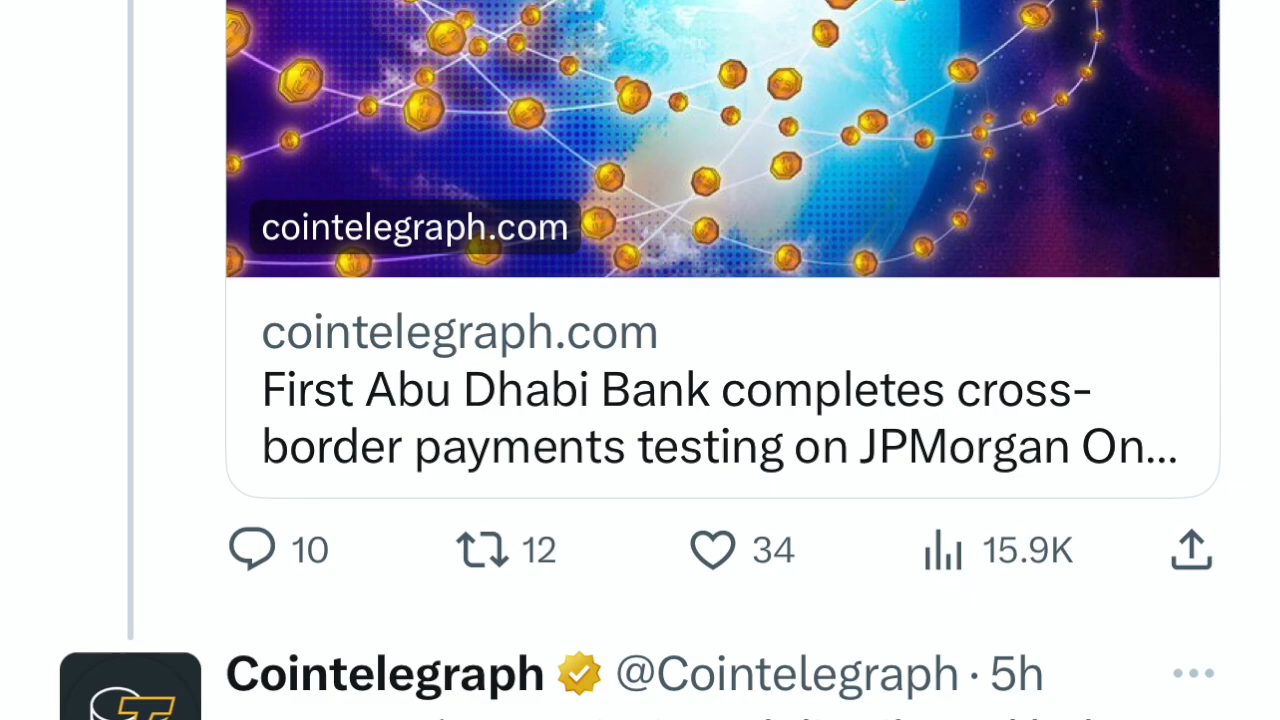 cointelegraph.com
cointelegraph.com
First Abu Dhabi Bank completes cross-
border payments testing on JPMorgan On...
10 12 34 15.9K
Cointelegraph @Cointelegraph · 5h